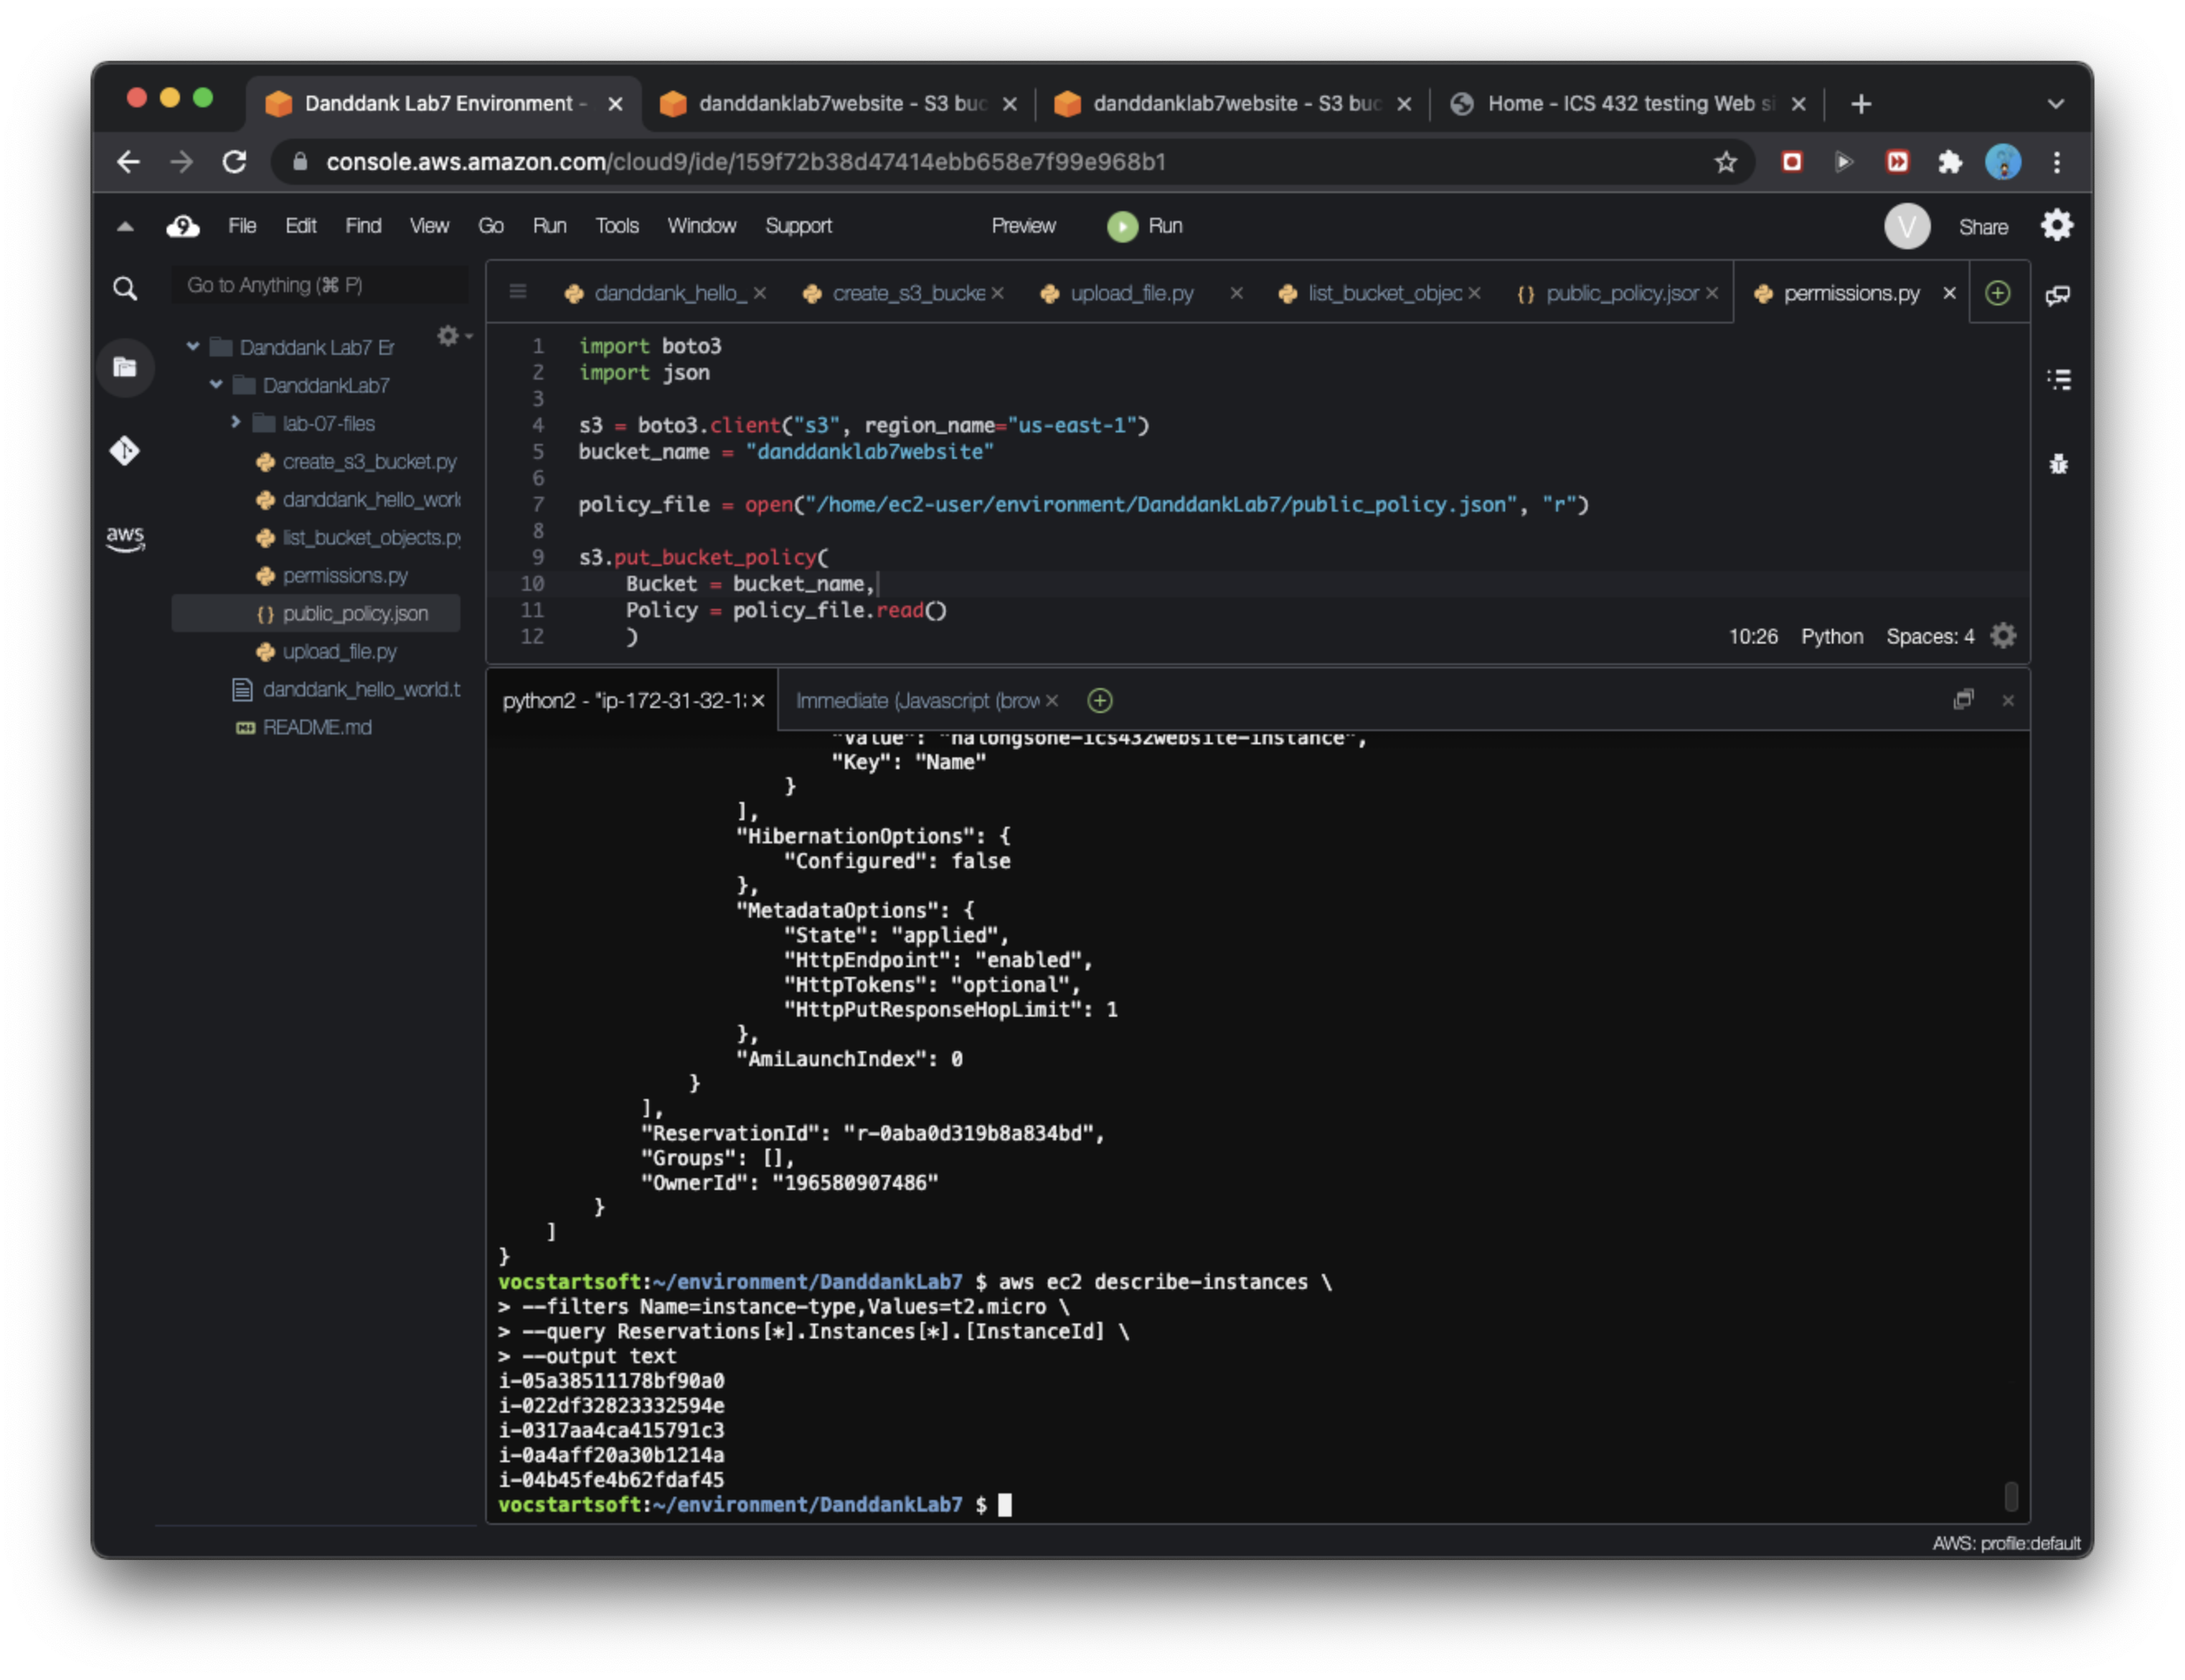 Danddank Lab7 Environment -
danddanklab7website - S3 buc
danddanklab7website - S3 buc
Home - ICS 432 testing Web si
console.aws.amazon.com/cloud9/ide/159f72b38d47414ebb658e7f99e968b1
9 File Edit Find View Go Run Tools Window Support Preview Run V Share
Go to Anything (⌘ P)
Danddank Lab7 Er
DanddankLab7
lab-07-files
create_s3_bucket.py
danddank_hello_worl
list_bucket_objects.py
permissions.py
{} public_policy.json
upload_file.py
danddank_hello_world.t
README.md
aws
danddank_hello_ create_s3_bucke upload_file.py list_bucket_objec {} public_policy.jsor permissions.py
1 import boto3
2 import json
3
4 s3 = boto3.client("s3", region_name="us-east-1")
5 bucket_name = "danddanklab7website"
6
7 policy_file = open("/home/ec2-user/environment/DanddankLab7/public_policy.json", "r")
8
9 s3.put_bucket_policy(
10 Bucket = bucket_name,
11 Policy = policy_file.read()
12 )
10:26 Python Spaces: 4
python2 - "ip-172-31-32-1 Immediate (Javascript (brow
"Value": "nalongsone-ics432website-instance",
"Key": "Name"
}
],
"HibernationOptions": {
"Configured": false
},
"MetadataOptions": {
"State": "applied",
"HttpEndpoint": "enabled",
"HttpTokens": "optional",
"HttpPutResponseHopLimit": 1
},
"AmiLaunchIndex": 0
}
],
"ReservationId": "r-0aba0d319b8a834bd",
"Groups": [],
"OwnerId": "196580907486"
}
]
}
vocstartsoft:~/environment/DanddankLab7 $ aws ec2 describe-instances \
> --filters Name=instance-type,Values=t2.micro \
> --query Reservations[*].Instances[*].[InstanceId] \
> --output text
i-05a38511178bf90a0
i-022df32823332594e
i-0317aa4ca415791c3
i-0a4aff20a30b1214a
i-04b45fe4b62fdaf45
vocstartsoft:~/environment/DanddankLab7 $
AWS: profile:default